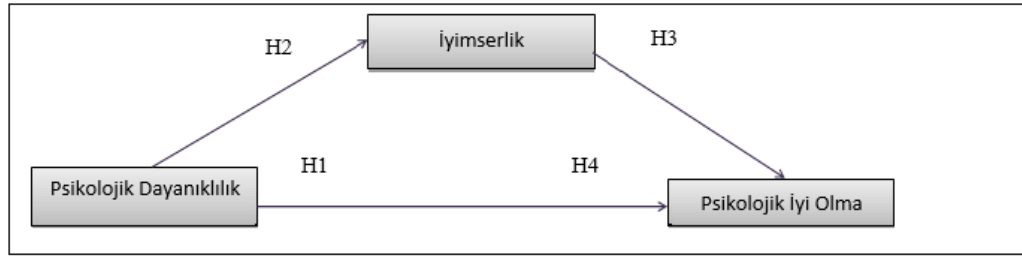 İyimserlik
H2
H3
H1
H4
Psikolojik Dayanıklılık
Psikolojik İyi Olma